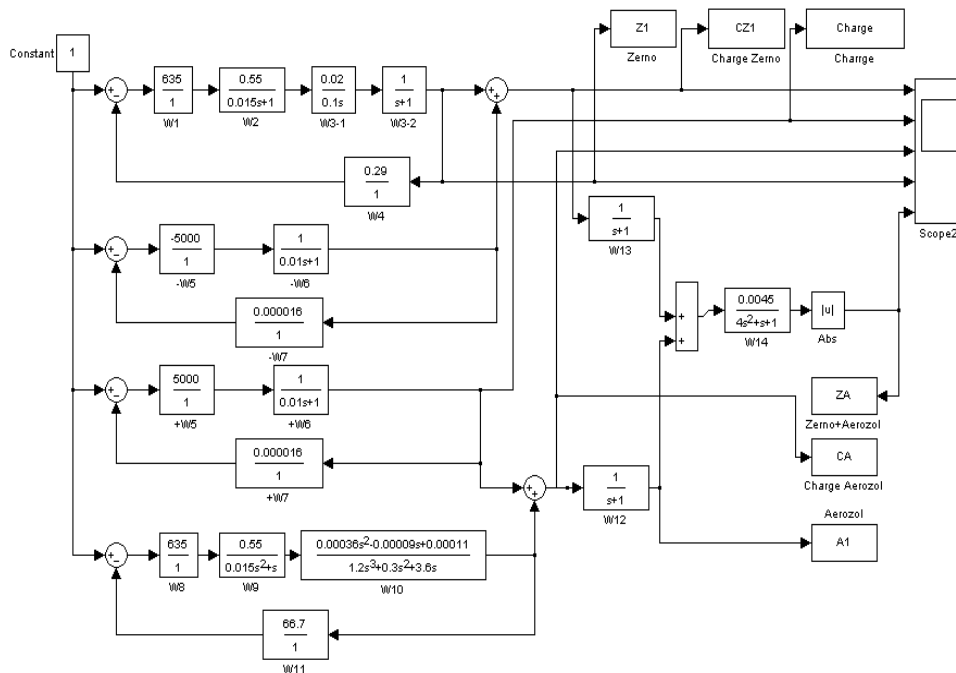 Z1
Zerno
CZ1
Charge Zerno
Charge
Charrge
Constant
1
+
−
635
1
W1
0.55
0.015s+1
W2
0.02
0.1s
W3-1
1
s+1
W3-2
+
+
0.29
1
W4
Scope2
1
s+1
W13
+
−
-5000
1
-W5
1
0.01s+1
-W6
0.000016
1
-W7
+
+
0.0045
4s²+s+1
W14
|u|
Abs
+
−
5000
1
+W5
1
0.01s+1
+W6
0.000016
1
+W7
ZA
Zerno+Aerozol
CA
Charge Aerozol
+
+
1
s+1
W12
Aerozol
A1
+
−
635
1
W8
0.55
0.015s²+s
W9
0.00036s²-0.00009s+0.00011
1.2s³+0.3s²+3.6s
W10
66.7
1
W11